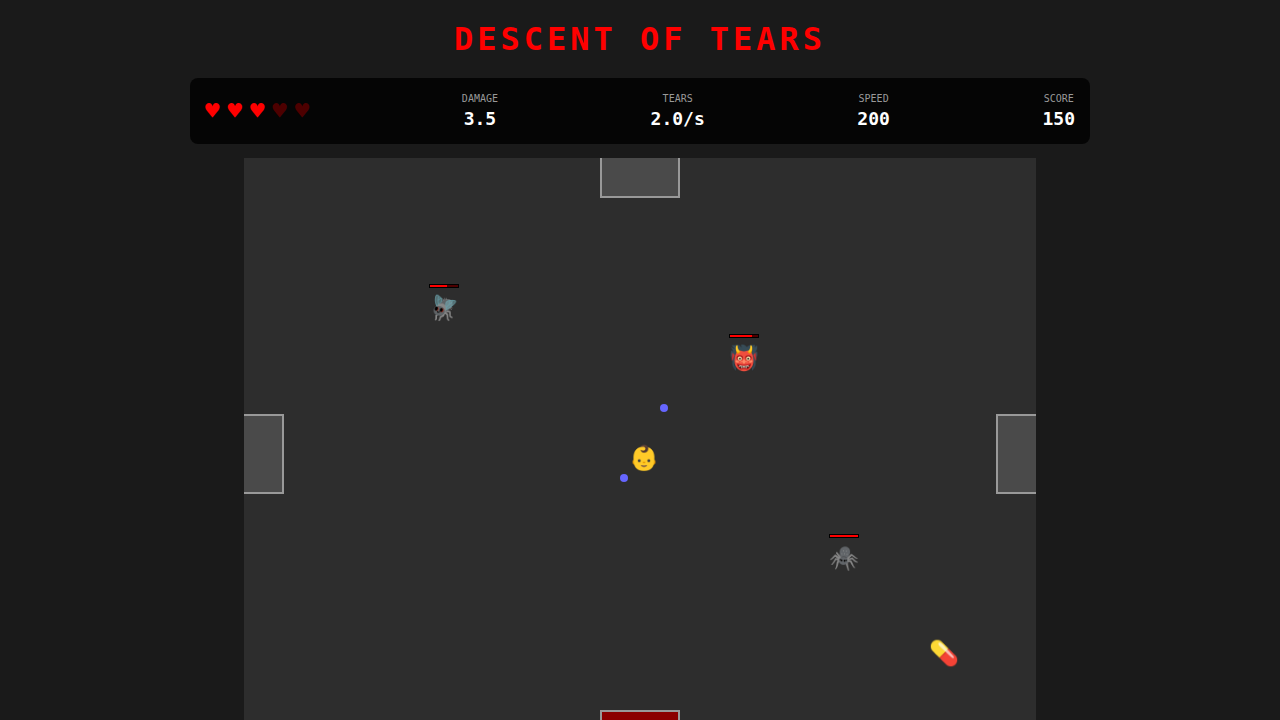 DESCENT OF TEARS
DAMAGE
3.5
TEARS
2.0/s
SPEED
200
SCORE
150